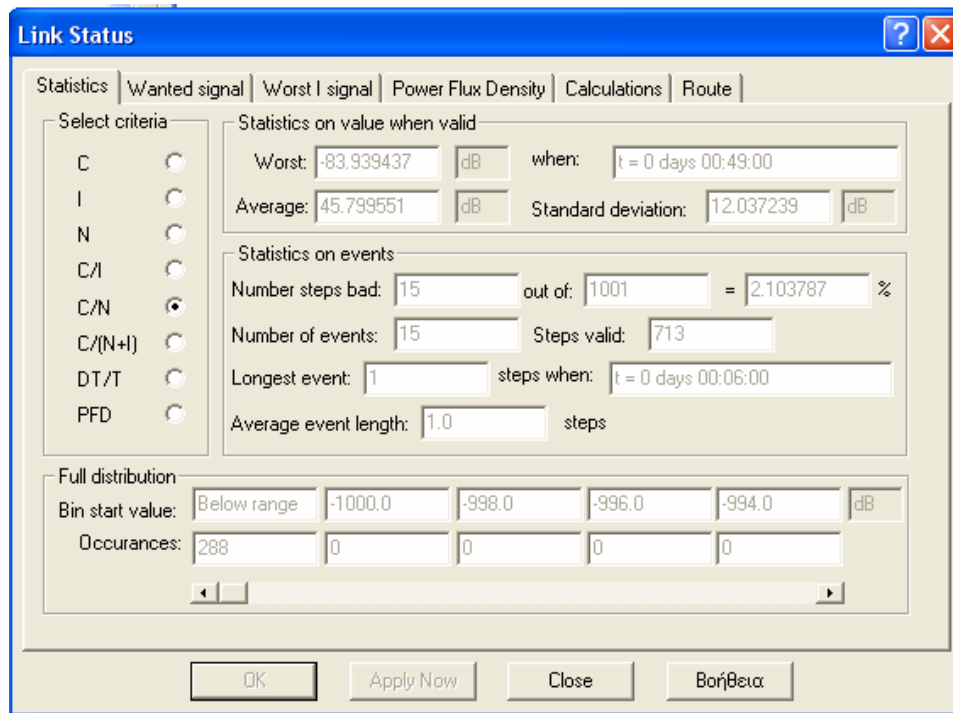 Link Status
Statistics Wanted signal Worst I signal Power Flux Density Calculations Route
Select criteria
C
I
N
C/I
C/N
C/(N+I)
DT/T
PFD
Statistics on value when valid
Worst: -83.939437 dB when: t = 0 days 00:49:00
Average: 45.799551 dB Standard deviation: 12.037239 dB
Statistics on events
Number steps bad: 15 out of: 1001 = 2.103787 %
Number of events: 15 Steps valid: 713
Longest event: 1 steps when: t = 0 days 00:06:00
Average event length: 1.0 steps
Full distribution
Bin start value: Below range -1000.0 -998.0 -996.0 -994.0 dB
Occurances: 288 0 0 0 0
OK Apply Now Close Βοήθεια